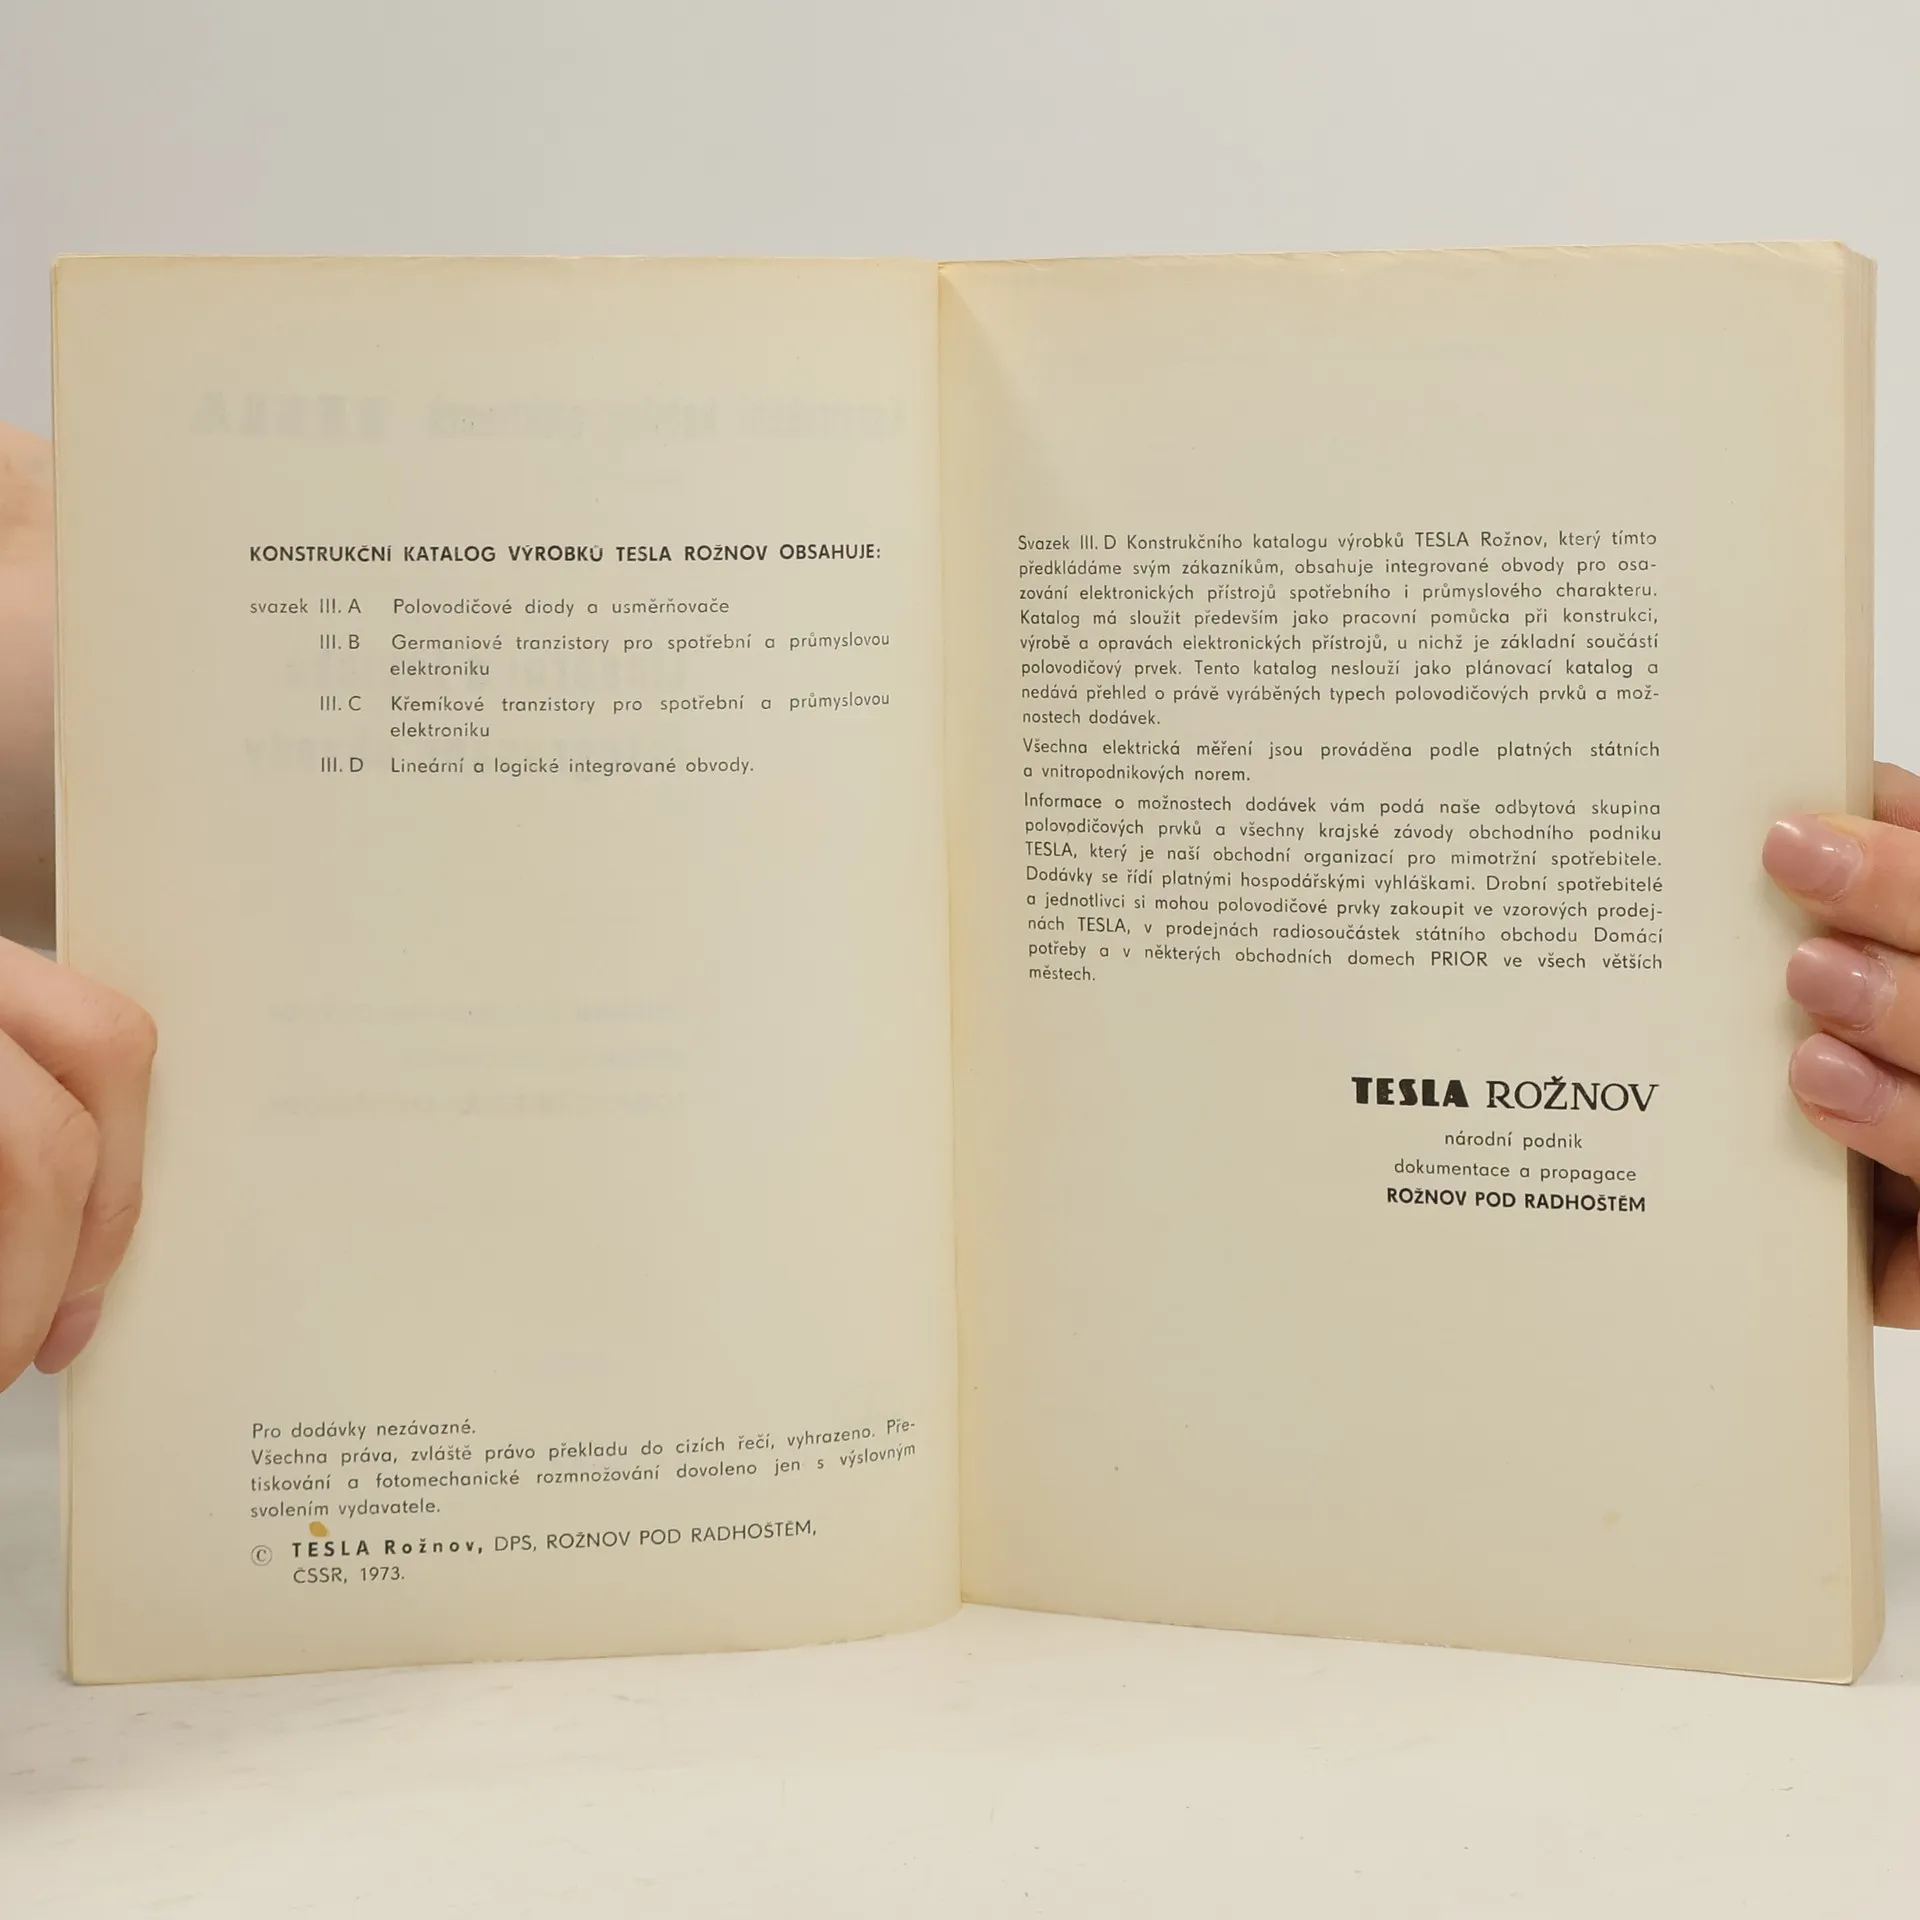 KONSTRUKČNÍ KATALOG VÝROBKŮ TESLA ROŽNOV OBSAHUJE:
svazek III. A Polovodičové diody a usměrňovače
III. B Germaniové tranzistory pro spotřební a průmyslovou
elektroniku
III. C Křemíkové tranzistory pro spotřební a průmyslovou
elektroniku
III. D Lineární a logické integrované obvody.
Pro dodávky nezávazné.
Všechna práva, zvláště právo překladu do cizích řečí, vyhrazeno. Pře-
tiskování a fotomechanické rozmnožování dovoleno jen s výslovným
svolením vydavatele.
© TESLA Rožnov, DPS, ROŽNOV POD RADHOŠTĚM,
ČSSR, 1973.
Svazek III. D Konstrukčního katalogu výrobků TESLA Rožnov, který tímto
předkládáme svým zákazníkům, obsahuje integrované obvody pro osa-
zování elektronických přístrojů spotřebního i průmyslového charakteru.
Katalog má sloužit především jako pracovní pomůcka při konstrukci,
výrobě a opravách elektronických přístrojů, u nichž je základní součástí
polovodičový prvek. Tento katalog neslouží jako plánovací katalog a
nedává přehled o právě vyráběných typech polovodičových prvků a mož-
nostech dodávek.
Všechna elektrická měření jsou prováděna podle platných státních
a vnitropodnikových norem.
Informace o možnostech dodávek vám podá naše odbytová skupina
polovodičových prvků a všechny krajské závody obchodního podniku
TESLA, který je naší obchodní organizací pro mimotržní spotřebitele.
Dodávky se řídí platnými hospodářskými vyhláškami. Drobní spotřebitelé
a jednotlivci si mohou polovodičové prvky zakoupit ve vzorových prodej-
nách TESLA, v prodejnách radiosoučástek státního obchodu Domácí
potřeby a v některých obchodních domech PRIOR ve všech větších
městech.
TESLA ROŽNOV
národní podnik
dokumentace a propagace
ROŽNOV POD RADHOŠTĚM